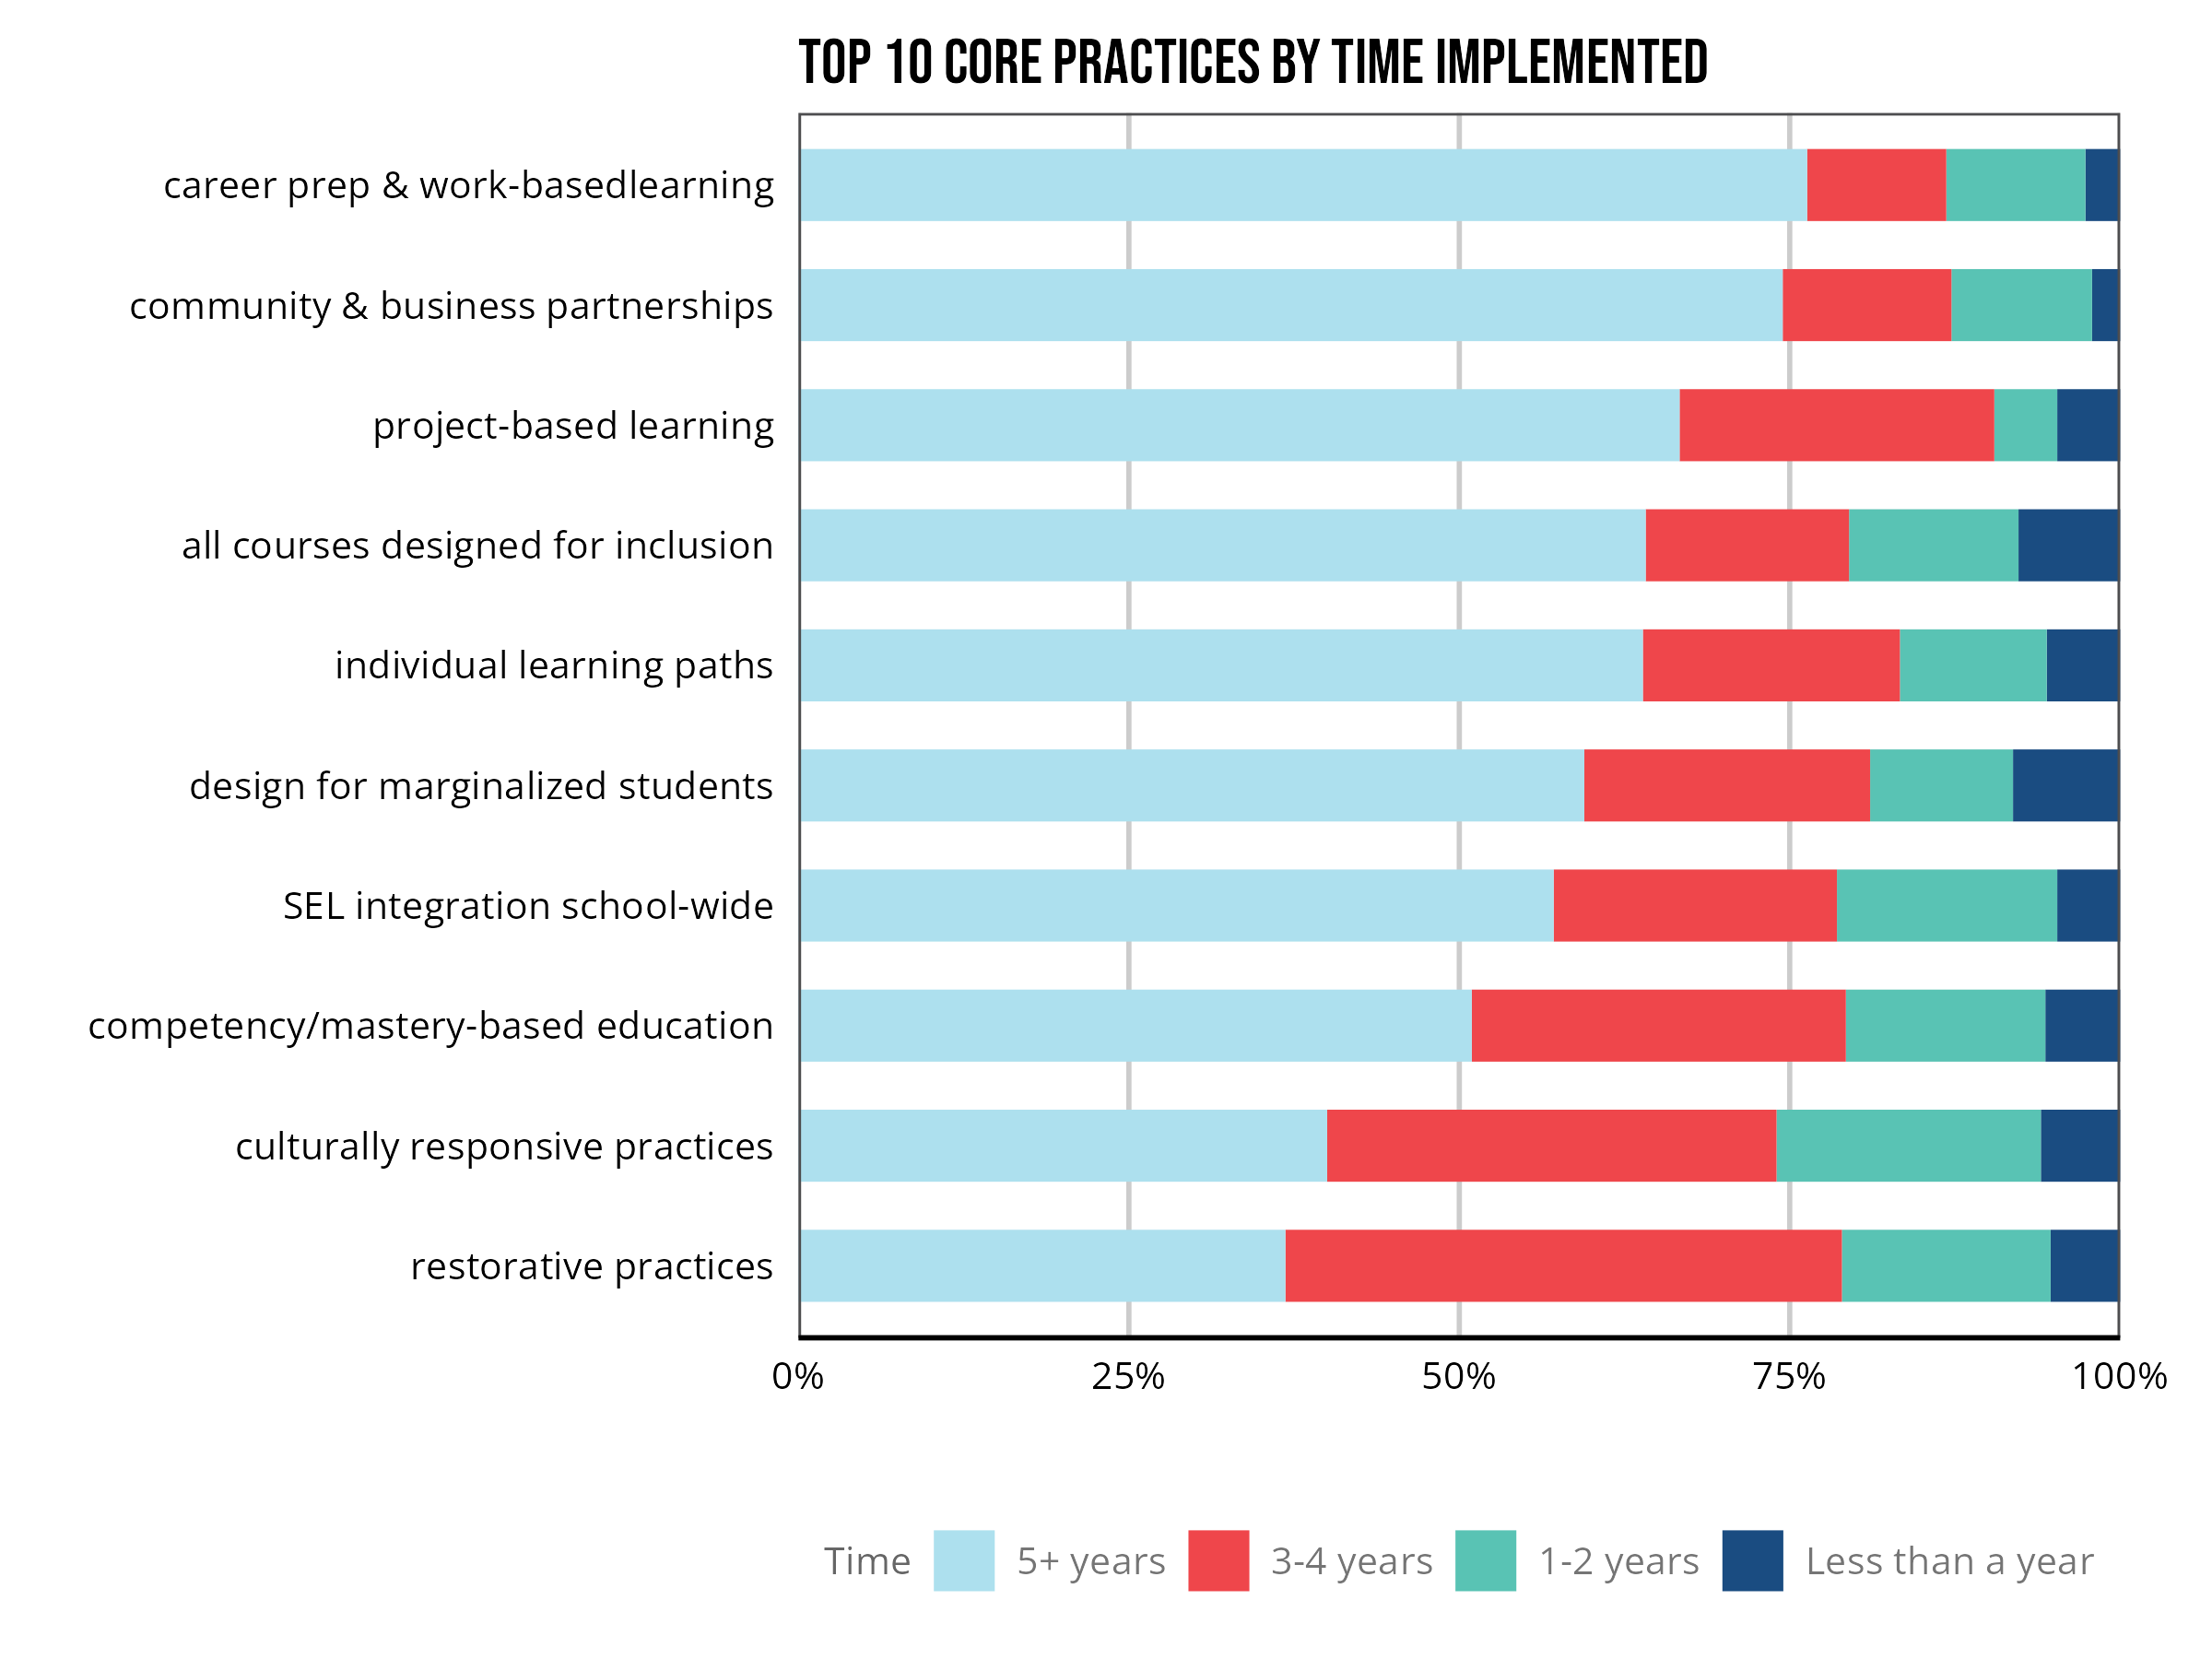 TOP 10 CORE PRACTICES BY TIME IMPLEMENTED
career prep & work-basedlearning
community & business partnerships
project-based learning
all courses designed for inclusion
individual learning paths
design for marginalized students
SEL integration school-wide
competency/mastery-based education
culturally responsive practices
restorative practices
0% 25% 50% 75% 100%
Time 5+ years 3-4 years 1-2 years Less than a year